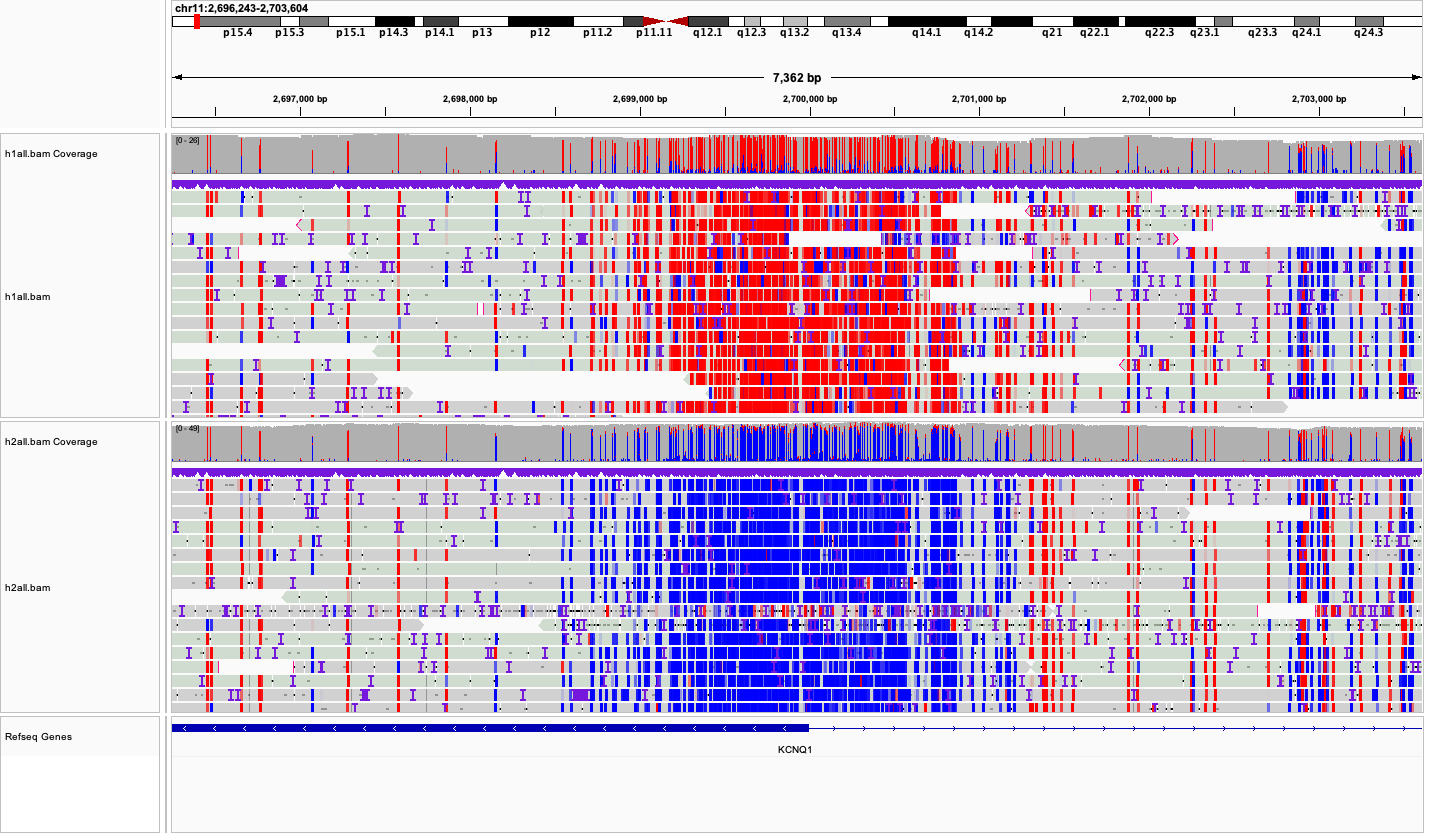 chr11:2,696,243-2,703,604
p15.4 p15.3 p15.1 p14.3 p14.1 p13 p12 p11.2 p11.11 q12.1 q12.3 q13.2 q13.4 q14.1 q14.2 q21 q22.1 q22.3 q23.1 q23.3 q24.1 q24.3
7,362 bp
2,697,000 bp 2,698,000 bp 2,699,000 bp 2,700,000 bp 2,701,000 bp 2,702,000 bp 2,703,000 bp
[0 - 26]
h1all.bam Coverage
h1all.bam
[0 - 49]
h2all.bam Coverage
h2all.bam
Refseq Genes
KCNQ1